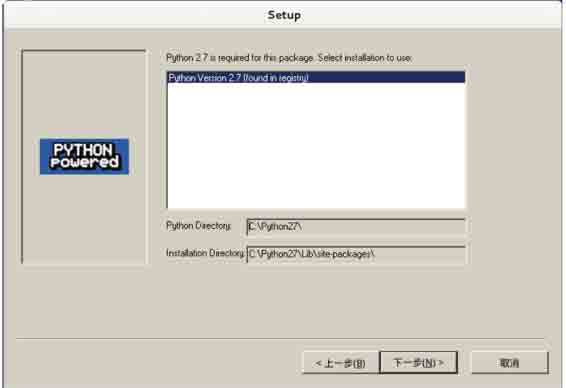 Setup
Python 2.7 is required for this package. Select installation to use:
Python Version 2.7 (found in registry)
PYTHON
powered
Python Directory: C:\Python27\
Installation Directory: C:\Python27\Lib\site-packages\
< 上一步(B) 下一步(N) > 取消